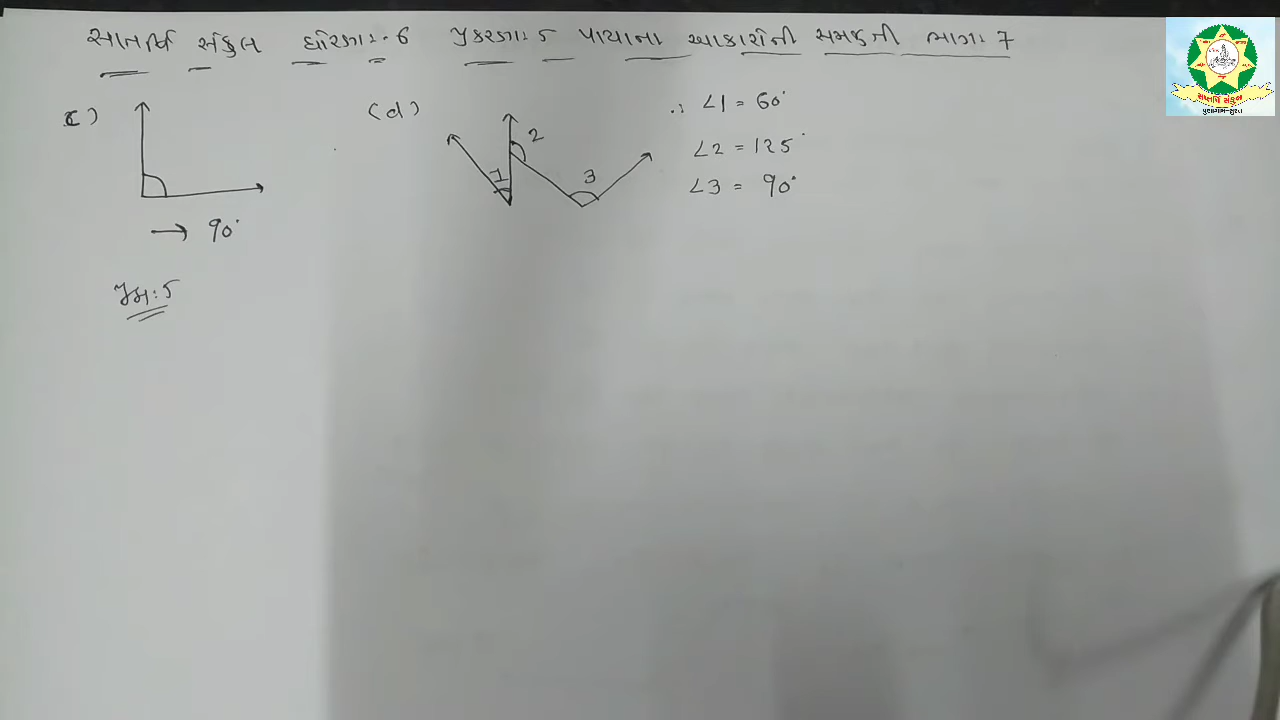 સાનર્થ સંકુલ ધોરણઃ- 6 પ્રકરણઃ 5 પાયાના આકારોની સમજુતી ભાગઃ 7
c)
→ 90°
(d)
1 2 3
∴ ∠1 = 60°
∠2 = 125°
∠3 = 90°
પ્રશ્નઃ 5